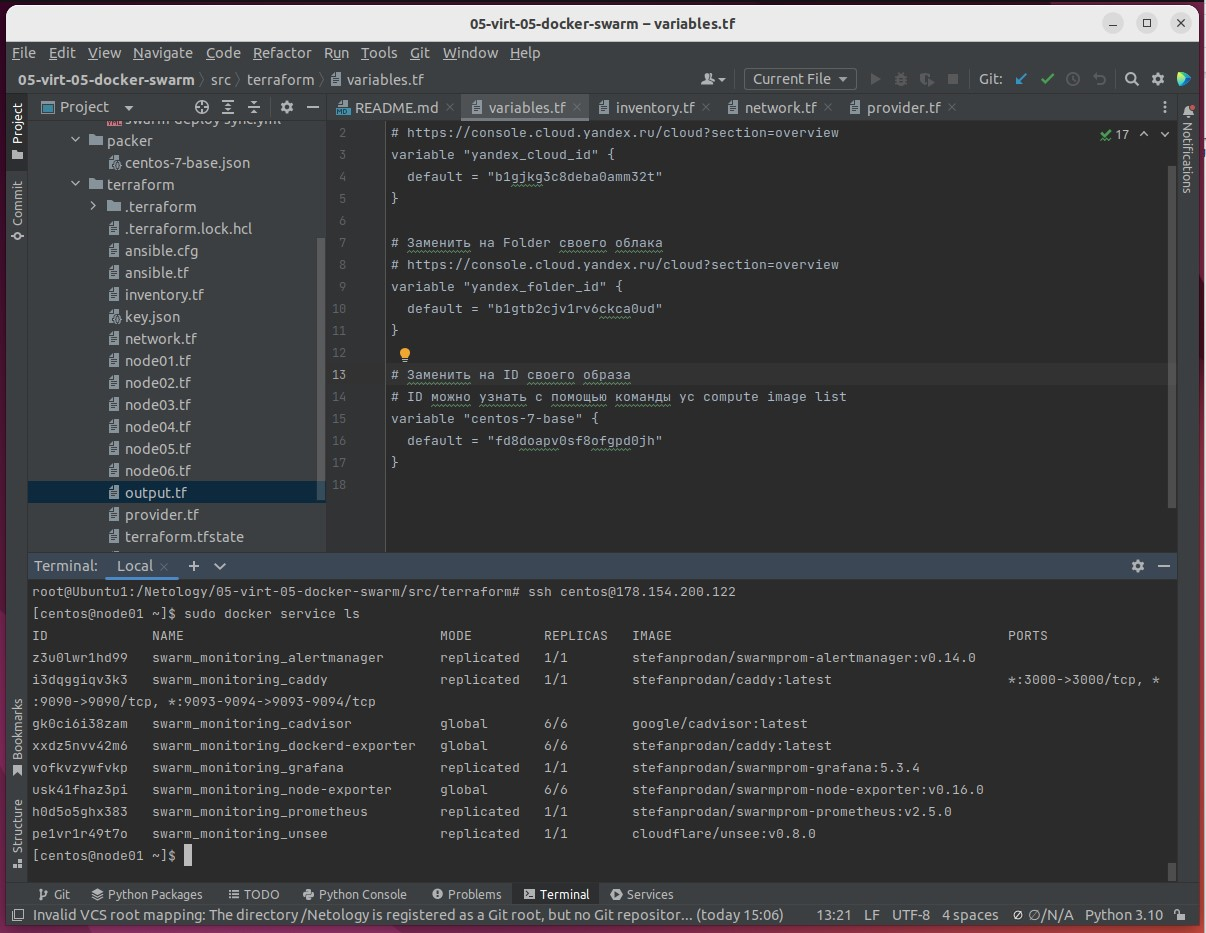 05-virt-05-docker-swarm – variables.tf
File Edit View Navigate Code Refactor Run Tools Git Window Help
05-virt-05-docker-swarm src terraform variables.tf Current File Git:
Project
README.md variables.tf inventory.tf network.tf provider.tf
Project
Commit
Bookmarks
Structure
Notifications
swarm-deploy-sync.yml
packer
centos-7-base.json
terraform
.terraform
.terraform.lock.hcl
ansible.cfg
ansible.tf
inventory.tf
key.json
network.tf
node01.tf
node02.tf
node03.tf
node04.tf
node05.tf
node06.tf
output.tf
provider.tf
terraform.tfstate
17
2 # https://console.cloud.yandex.ru/cloud?section=overview
3 variable "yandex_cloud_id" {
4 default = "b1gjkg3c8deba0amm32t"
5 }
6
7 # Заменить на Folder своего облака
8 # https://console.cloud.yandex.ru/cloud?section=overview
9 variable "yandex_folder_id" {
10 default = "b1gtb2cjv1rv6ckca0ud"
11 }
12
13 # Заменить на ID своего образа
14 # ID можно узнать с помощью команды yc compute image list
15 variable "centos-7-base" {
16 default = "fd8doapv0sf8ofgpd0jh"
17 }
18
Terminal: Local
root@Ubuntu1:/Netology/05-virt-05-docker-swarm/src/terraform# ssh centos@178.154.200.122
[centos@node01 ~]$ sudo docker service ls
ID NAME MODE REPLICAS IMAGE PORTS
z3u0lwr1hd99 swarm_monitoring_alertmanager replicated 1/1 stefanprodan/swarmprom-alertmanager:v0.14.0
i3dqggiqv3k3 swarm_monitoring_caddy replicated 1/1 stefanprodan/caddy:latest *:3000->3000/tcp, *
:9090->9090/tcp, *:9093-9094->9093-9094/tcp
gk0ci6i38zam swarm_monitoring_cadvisor global 6/6 google/cadvisor:latest
xxdz5nvv42m6 swarm_monitoring_dockerd-exporter global 6/6 stefanprodan/caddy:latest
vofkvzywfvkp swarm_monitoring_grafana replicated 1/1 stefanprodan/swarmprom-grafana:5.3.4
usk41fhaz3pi swarm_monitoring_node-exporter global 6/6 stefanprodan/swarmprom-node-exporter:v0.16.0
h0d5o5ghx383 swarm_monitoring_prometheus replicated 1/1 stefanprodan/swarmprom-prometheus:v2.5.0
pe1vr1r49t7o swarm_monitoring_unsee replicated 1/1 cloudflare/unsee:v0.8.0
[centos@node01 ~]$
Git Python Packages TODO Python Console Problems Terminal Services
Invalid VCS root mapping: The directory /Netology is registered as a Git root, but no Git repositor... (today 15:06) 13:21 LF UTF-8 4 spaces ∅/N/A Python 3.10